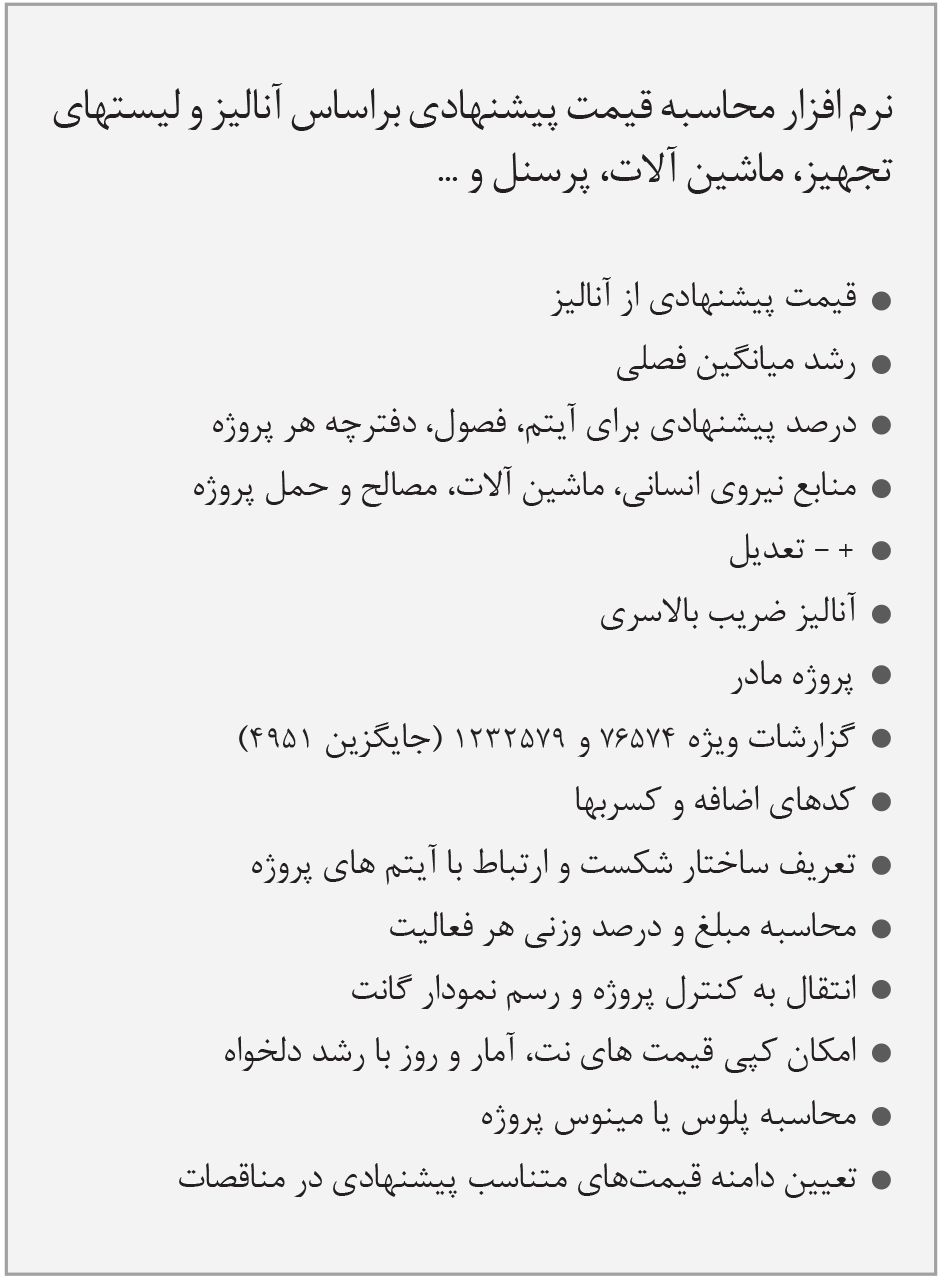 نرم افزار محاسبه قیمت پیشنهادی براساس آنالیز و لیستهای
تجهیز، ماشین آلات، پرسنل و ...
● قیمت پیشنهادی از آنالیز
● رشد میانگین فصلی
● درصد پیشنهادی برای آیتم، فصول، دفترچه هر پروژه
● منابع نیروی انسانی، ماشین آلات، مصالح و حمل پروژه
● + – تعدیل
● آنالیز ضریب بالاسری
● پروژه مادر
● گزارشات ویژه ۷۶۵۷۴ و ۱۲۳۲۵۷۹ (جایگزین ۴۹۵۱)
● کدهای اضافه و کسربها
● تعریف ساختار شکست و ارتباط با آیتم های پروژه
● محاسبه مبلغ و درصد وزنی هر فعالیت
● انتقال به کنترل پروژه و رسم نمودار گانت
● امکان کپی قیمت های نت، آمار و روز با رشد دلخواه
● محاسبه پلوس یا مینوس پروژه
● تعیین دامنه قیمت‌های متناسب پیشنهادی در مناقصات